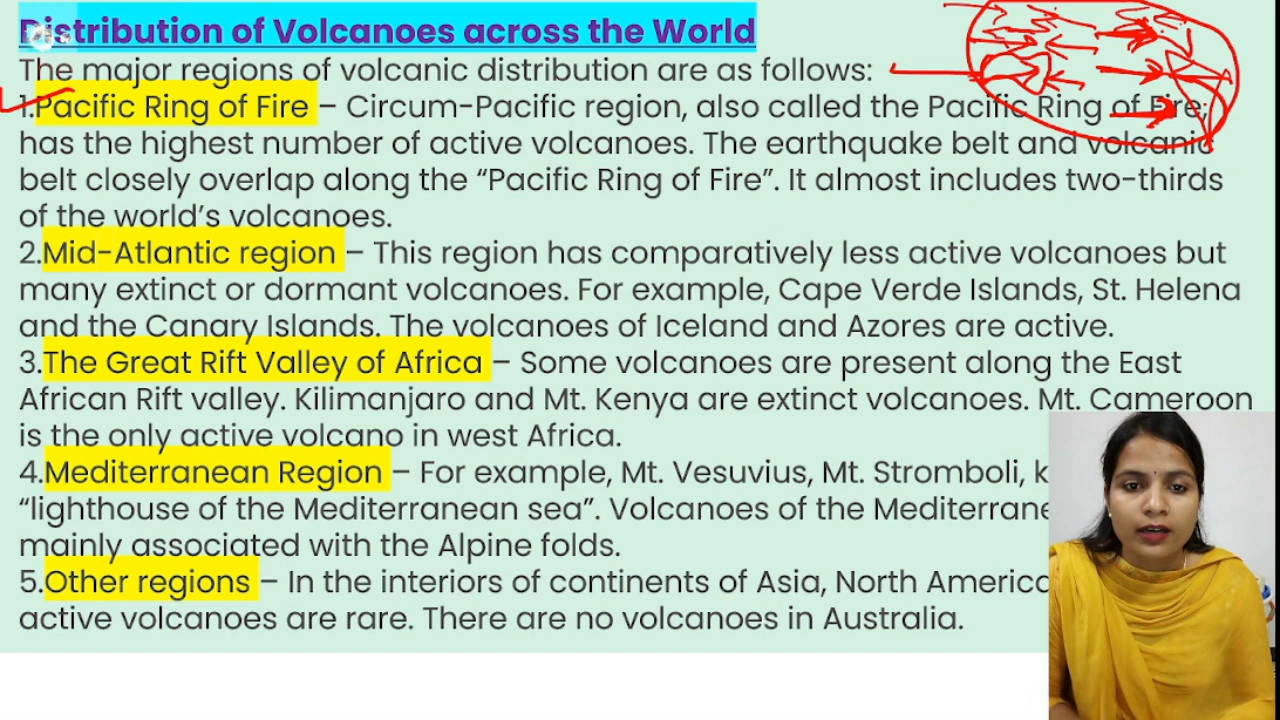 Distribution of Volcanoes across the World
The major regions of volcanic distribution are as follows:
1.Pacific Ring of Fire – Circum-Pacific region, also called the Pacific Ring of Fire,
has the highest number of active volcanoes. The earthquake belt and volcanic
belt closely overlap along the “Pacific Ring of Fire”. It almost includes two-thirds
of the world’s volcanoes.
2.Mid-Atlantic region – This region has comparatively less active volcanoes but
many extinct or dormant volcanoes. For example, Cape Verde Islands, St. Helena
and the Canary Islands. The volcanoes of Iceland and Azores are active.
3.The Great Rift Valley of Africa – Some volcanoes are present along the East
African Rift valley. Kilimanjaro and Mt. Kenya are extinct volcanoes. Mt. Cameroon
is the only active volcano in west Africa.
4.Mediterranean Region – For example, Mt. Vesuvius, Mt. Stromboli,
“lighthouse of the Mediterranean sea”. Volcanoes of the
mainly associated with the Alpine folds.
5.Other regions – In the interiors of continents of Asia, North America
active volcanoes are rare. There are no volcanoes in Australia.